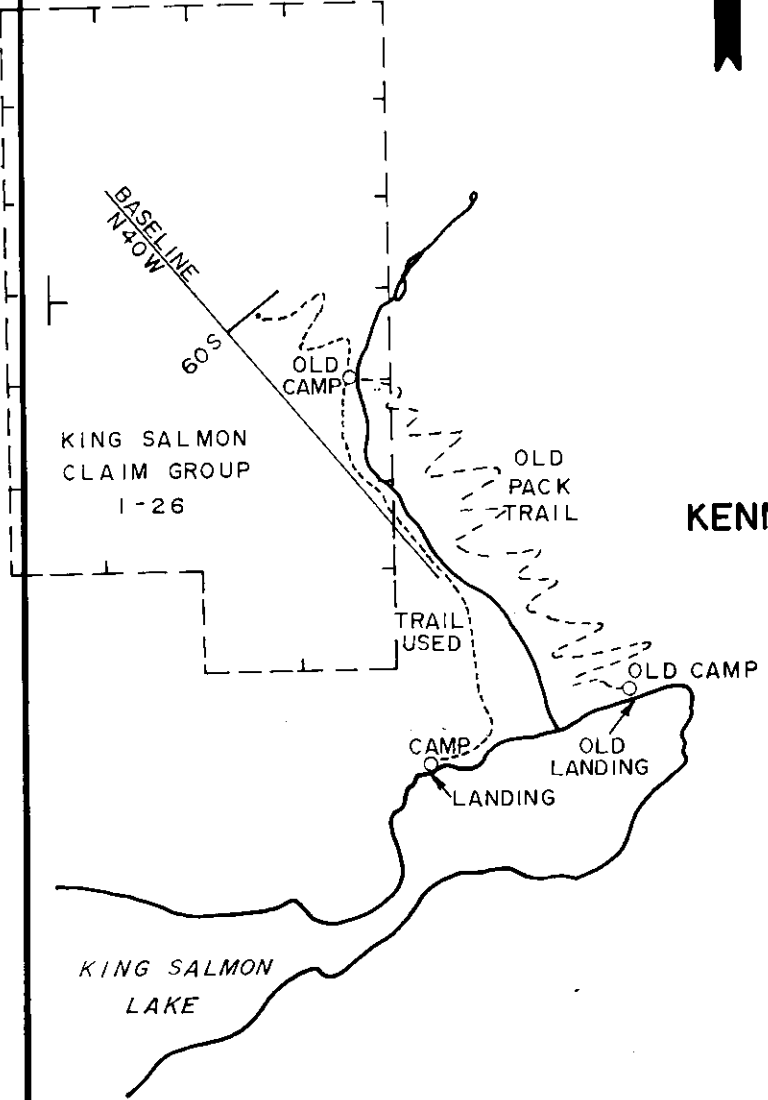 BASELINE
N40W
60S
OLD
CAMP
KING SALMON
CLAIM GROUP
1-26
OLD
PACK
TRAIL
TRAIL
USED
OLD CAMP
CAMP
OLD
LANDING
LANDING
KING SALMON
LAKE